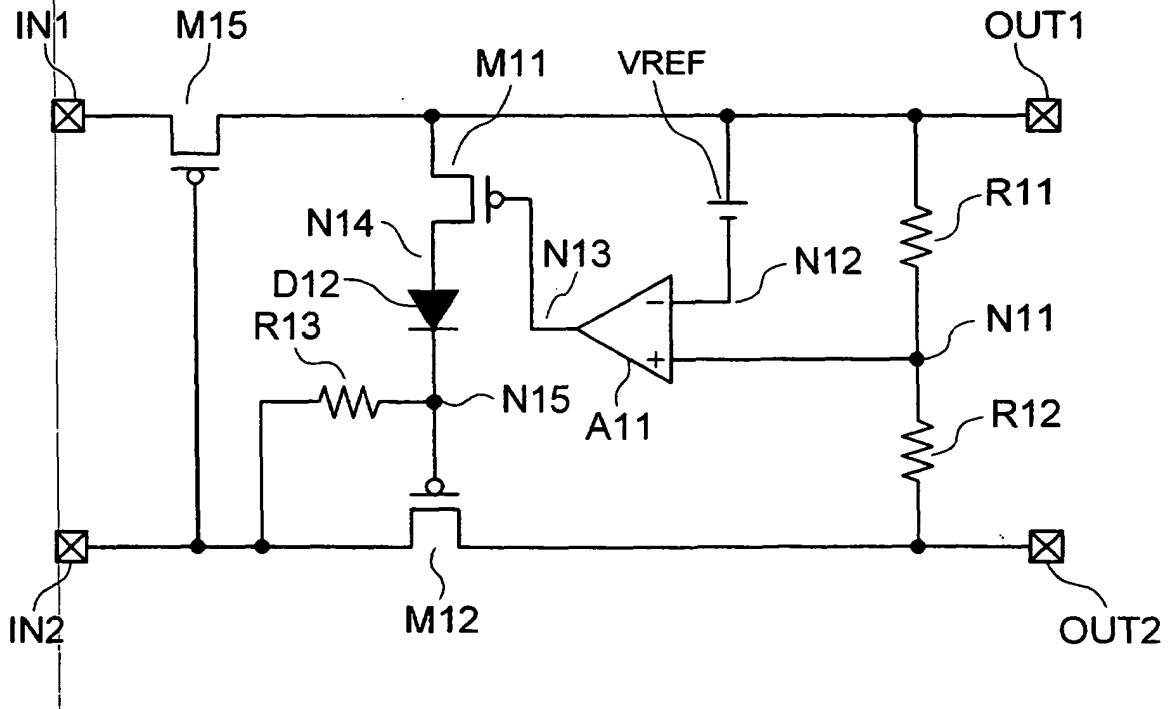 IN1
M15
M11
VREF
OUT1
R11
N14
N13
N12
D12
R13
N11
−
+
N15
A11
R12
M12
IN2
OUT2